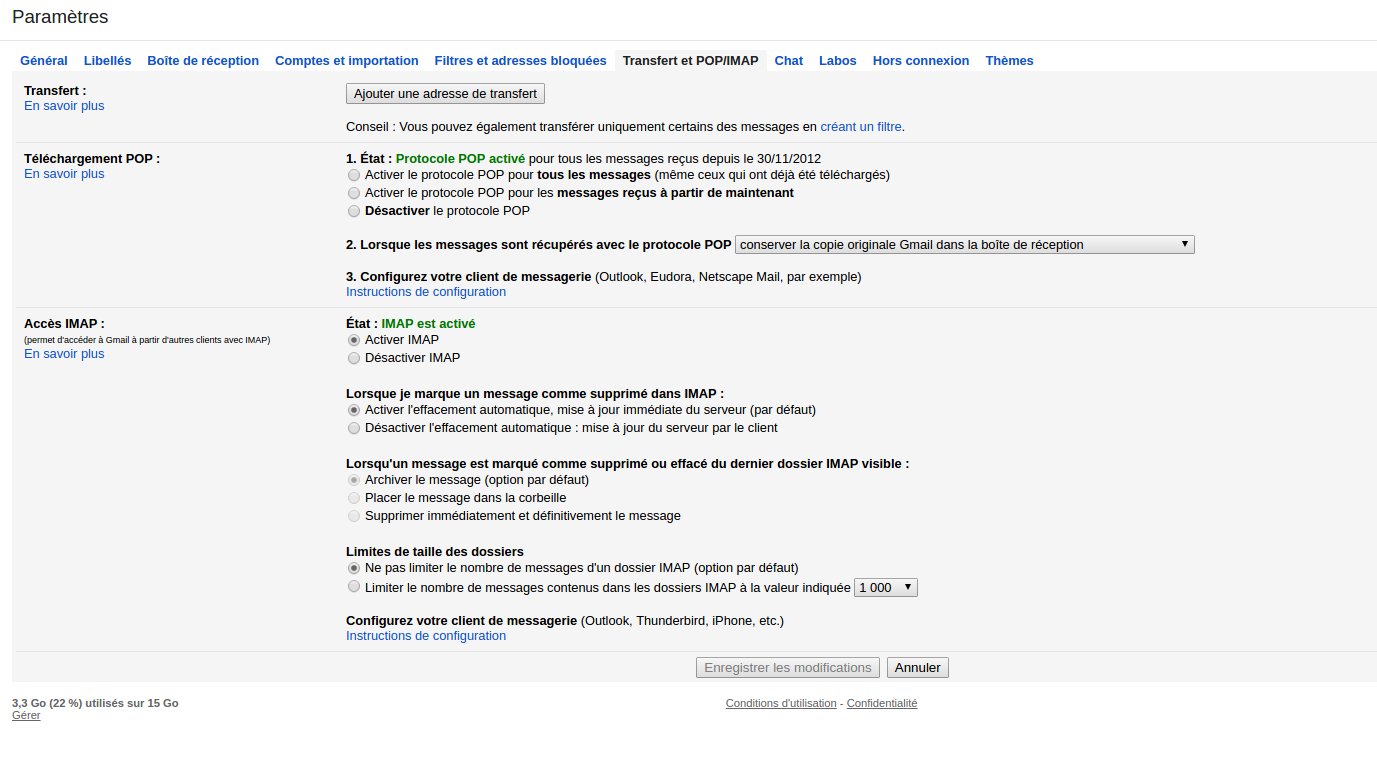 Paramètres
Général Libellés Boîte de réception Comptes et importation Filtres et adresses bloquées Transfert et POP/IMAP Chat Labos Hors connexion Thèmes
Transfert :
En savoir plus
Ajouter une adresse de transfert
Conseil : Vous pouvez également transférer uniquement certains des messages en créant un filtre.
Téléchargement POP :
En savoir plus
1. État : Protocole POP activé pour tous les messages reçus depuis le 30/11/2012
Activer le protocole POP pour tous les messages (même ceux qui ont déjà été téléchargés)
Activer le protocole POP pour les messages reçus à partir de maintenant
Désactiver le protocole POP
2. Lorsque les messages sont récupérés avec le protocole POP conserver la copie originale Gmail dans la boîte de réception
3. Configurez votre client de messagerie (Outlook, Eudora, Netscape Mail, par exemple)
Instructions de configuration
Accès IMAP :
(permet d'accéder à Gmail à partir d'autres clients avec IMAP)
En savoir plus
État : IMAP est activé
Activer IMAP
Désactiver IMAP
Lorsque je marque un message comme supprimé dans IMAP :
Activer l'effacement automatique, mise à jour immédiate du serveur (par défaut)
Désactiver l'effacement automatique : mise à jour du serveur par le client
Lorsqu'un message est marqué comme supprimé ou effacé du dernier dossier IMAP visible :
Archiver le message (option par défaut)
Placer le message dans la corbeille
Supprimer immédiatement et définitivement le message
Limites de taille des dossiers
Ne pas limiter le nombre de messages d'un dossier IMAP (option par défaut)
Limiter le nombre de messages contenus dans les dossiers IMAP à la valeur indiquée 1 000
Configurez votre client de messagerie (Outlook, Thunderbird, iPhone, etc.)
Instructions de configuration
Enregistrer les modifications Annuler
3,3 Go (22 %) utilisés sur 15 Go
Gérer
Conditions d'utilisation - Confidentialité